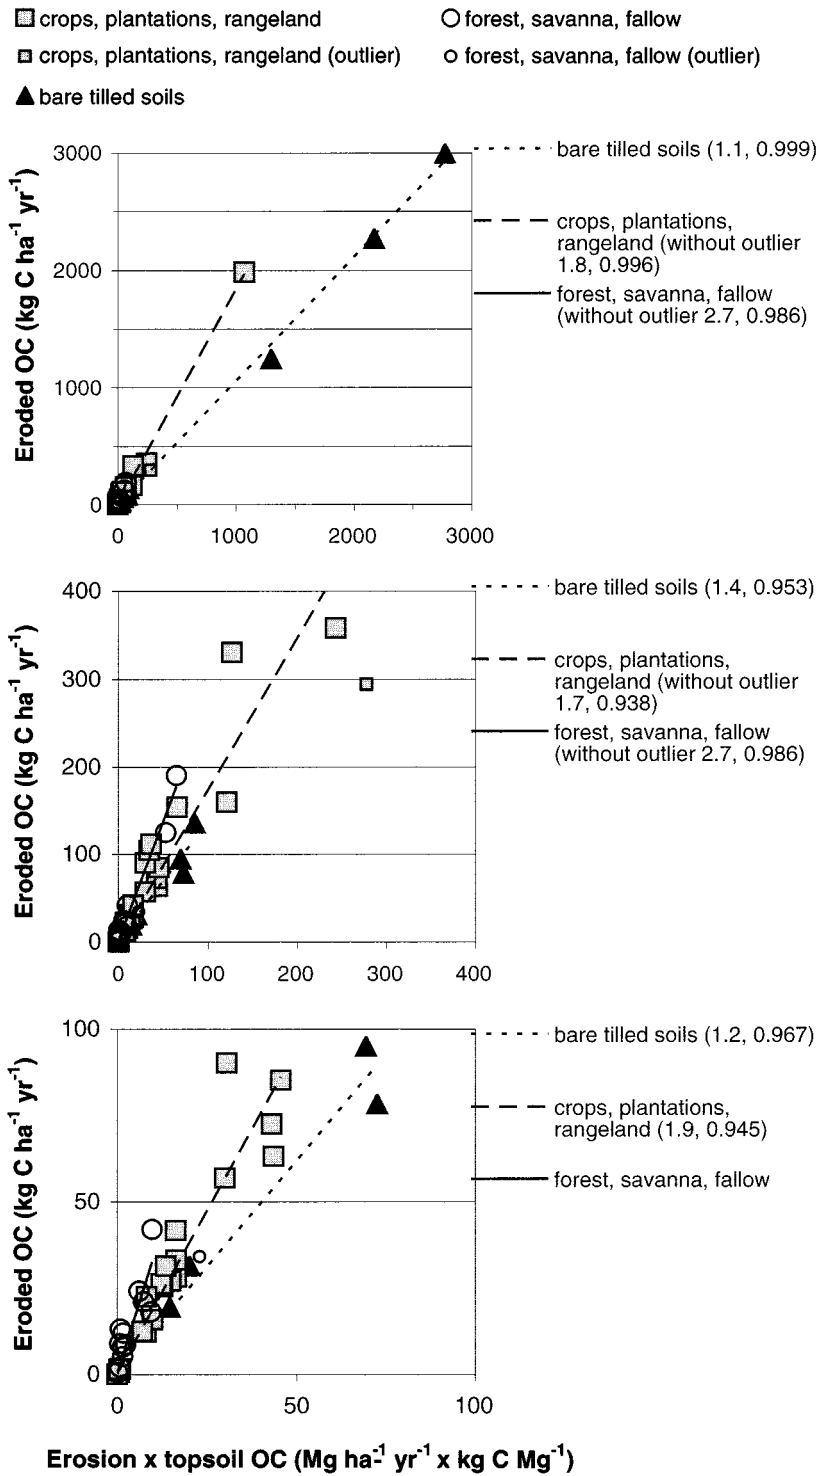 crops, plantations, rangeland
forest, savanna, fallow
crops, plantations, rangeland (outlier)
forest, savanna, fallow (outlier)
bare tilled soils
3000
2000
1000
0
0
1000
2000
3000
Eroded OC (kg C ha⁻¹ yr⁻¹)
bare tilled soils (1.1, 0.999)
crops, plantations,
rangeland (without outlier
1.8, 0.996)
forest, savanna, fallow
(without outlier 2.7, 0.986)
400
300
200
100
0
0
100
200
300
400
Eroded OC (kg C ha⁻¹ yr⁻¹)
bare tilled soils (1.4, 0.953)
crops, plantations,
rangeland (without outlier
1.7, 0.938)
forest, savanna, fallow
(without outlier 2.7, 0.986)
100
50
0
0
50
100
Eroded OC (kg C ha⁻¹ yr⁻¹)
bare tilled soils (1.2, 0.967)
crops, plantations,
rangeland (1.9, 0.945)
forest, savanna, fallow
Erosion x topsoil OC (Mg ha⁻¹ yr⁻¹ x kg C Mg⁻¹)